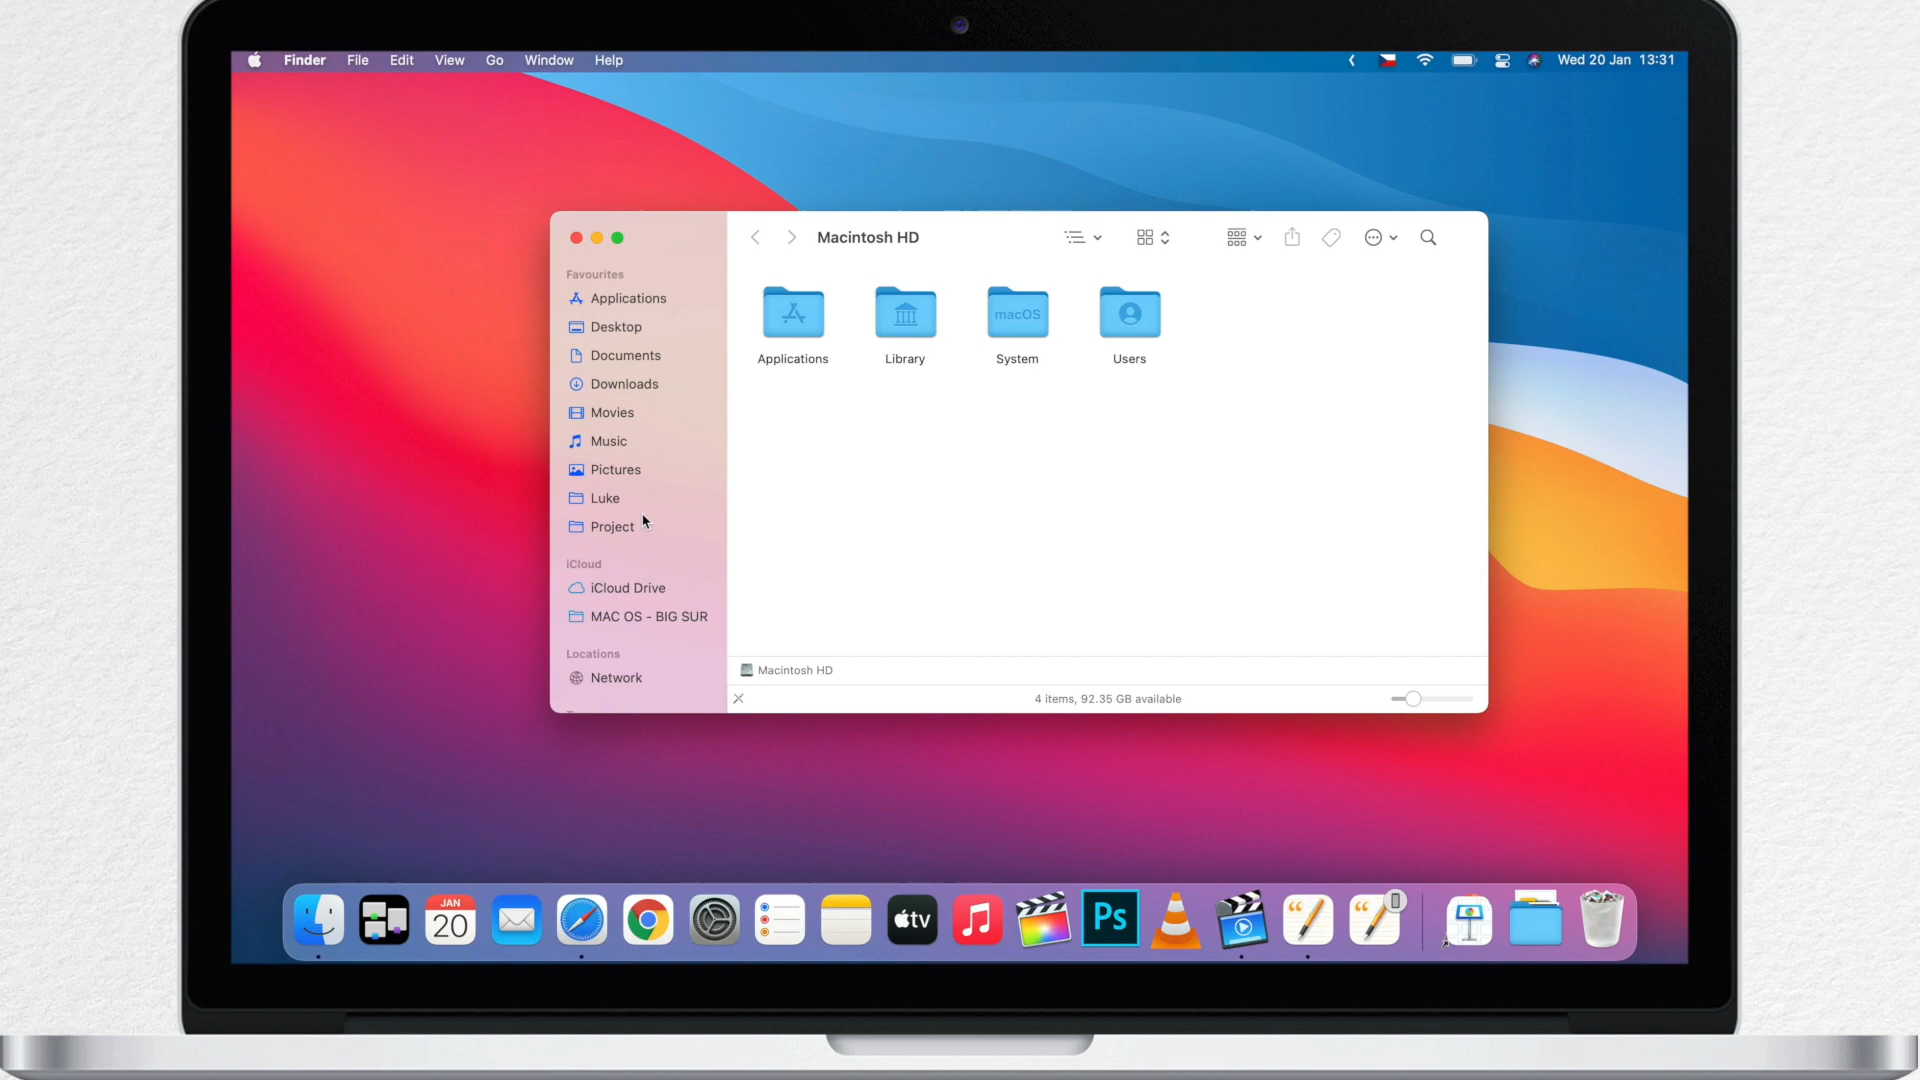 Finder File Edit View Go Window Help Wed 20 Jan 13:31
Macintosh HD
Favourites
Applications
Desktop
Documents
Downloads
Movies
Music
Pictures
Luke
Project
iCloud
iCloud Drive
MAC OS - BIG SUR
Locations
Network
macOS
Applications Library System Users
Macintosh HD
4 items, 92.35 GB available
JAN
20
tv
Ps